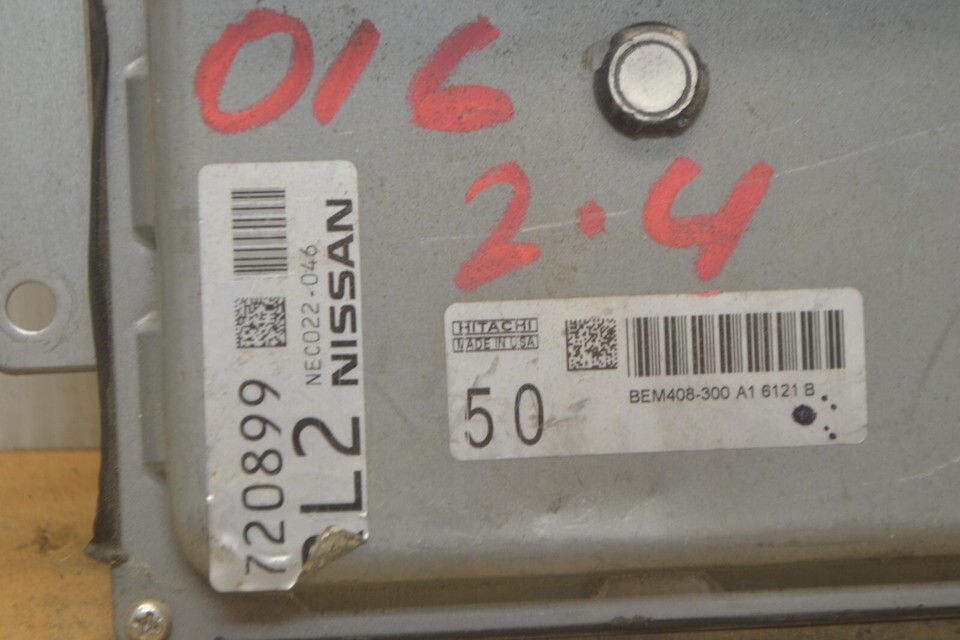 016
2.4
NISSAN
NEC022-046
L2
720899
HITACHI
MADE IN USA
50
BEM408-300 A1 6121 B